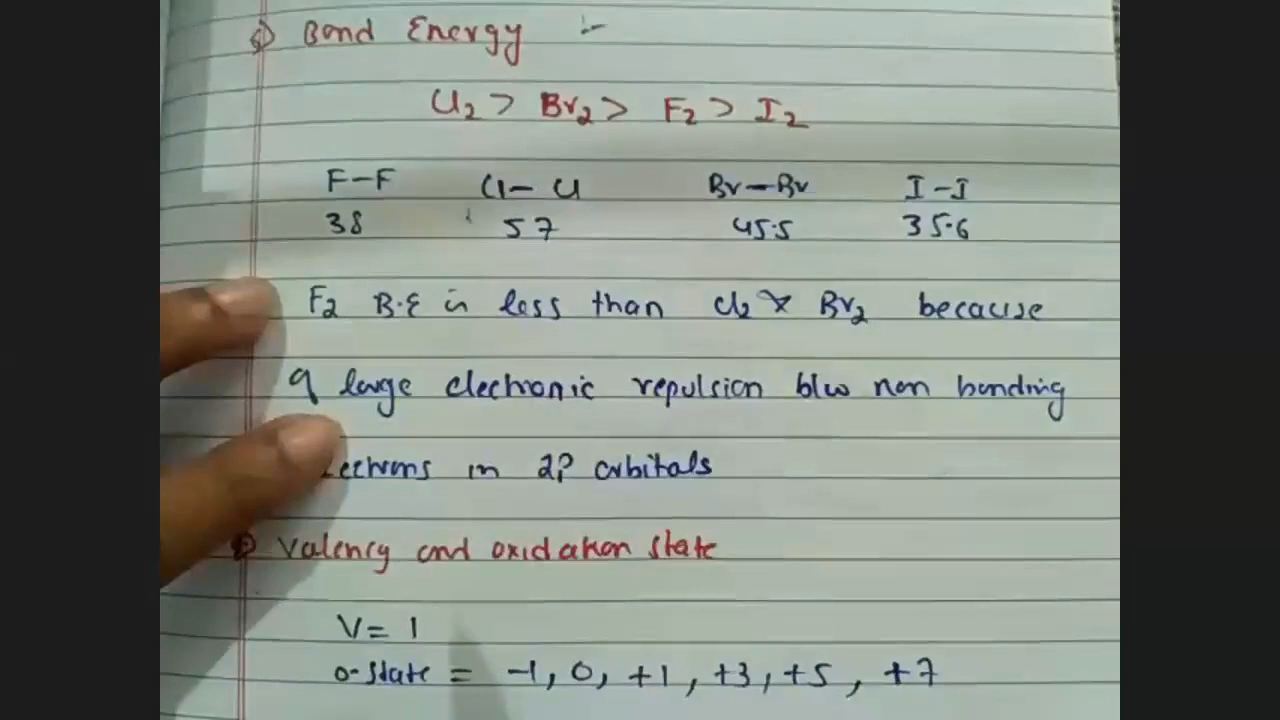 Bond Energy :-
Cl2 > Br2 > F2 > I2
F-F Cl-Cl Br-Br I-I
38 57 45.5 35.6
F2 B.E is less than Cl2 & Br2 because
of large electronic repulsion b/w non bonding
electrons in 2P orbitals
Valency and oxidation state
V= 1
o-state = -1, 0, +1, +3, +5, +7